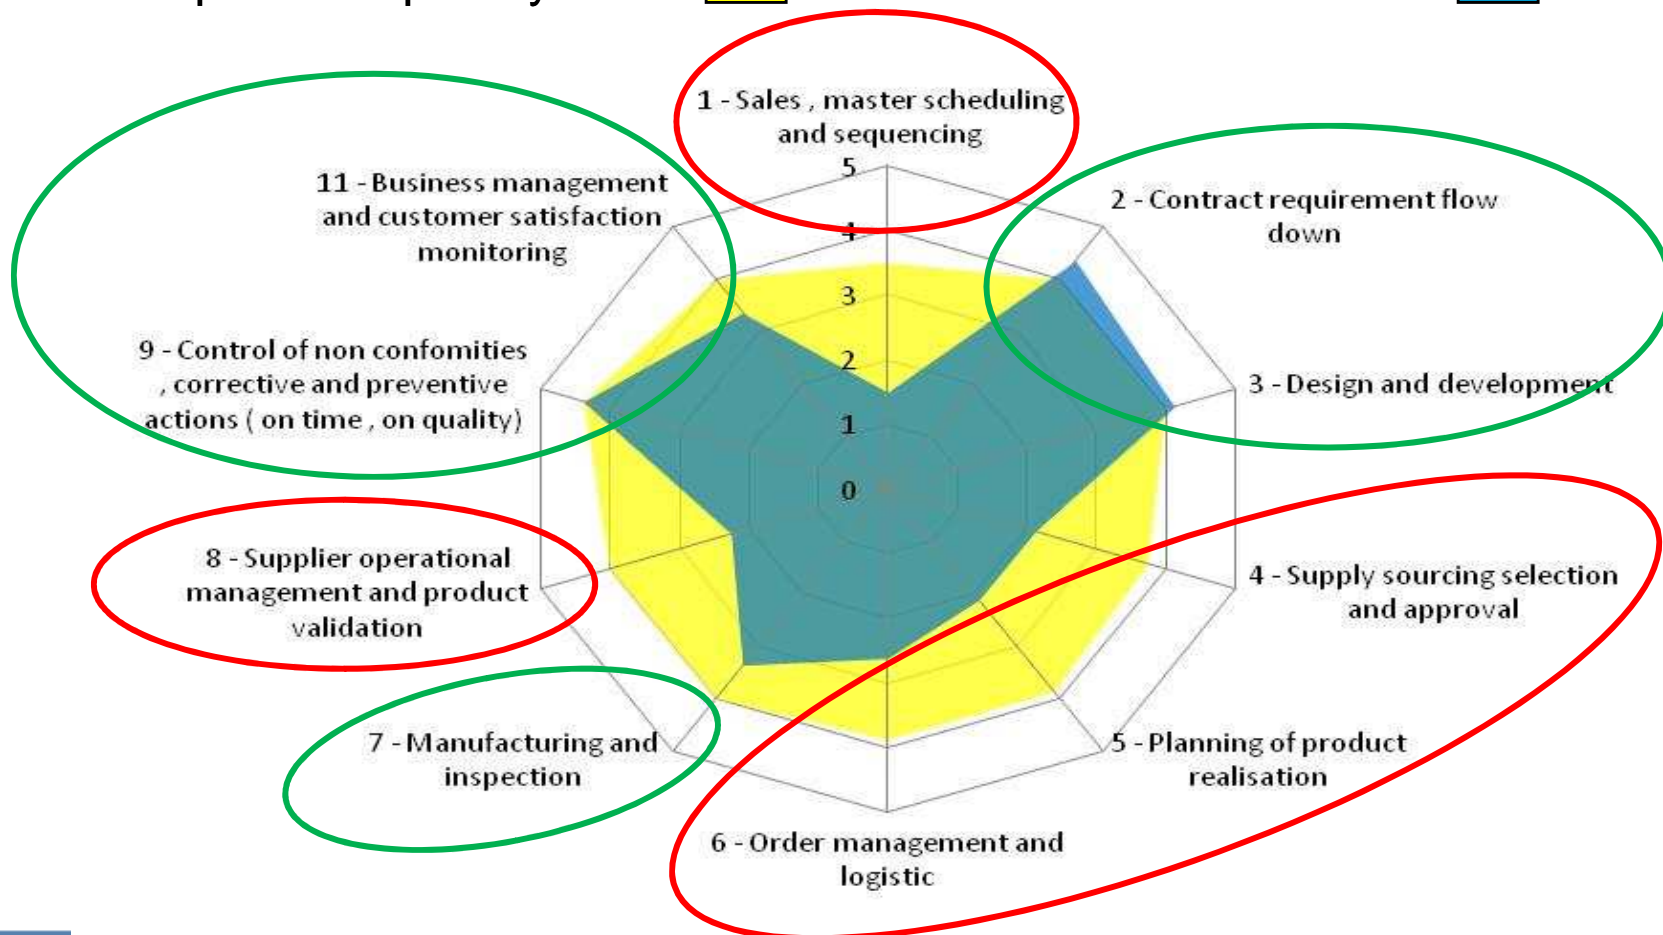 1 - Sales , master scheduling
and sequencing
2 - Contract requirement flow
down
3 - Design and development
4 - Supply sourcing selection
and approval
5 - Planning of product
realisation
6 - Order management and
logistic
7 - Manufacturing and
inspection
8 - Supplier operational
management and product
validation
9 - Control of non confomities
, corrective and preventive
actions ( on time , on quality)
11 - Business management
and customer satisfaction
monitoring
5
4
3
2
1
0